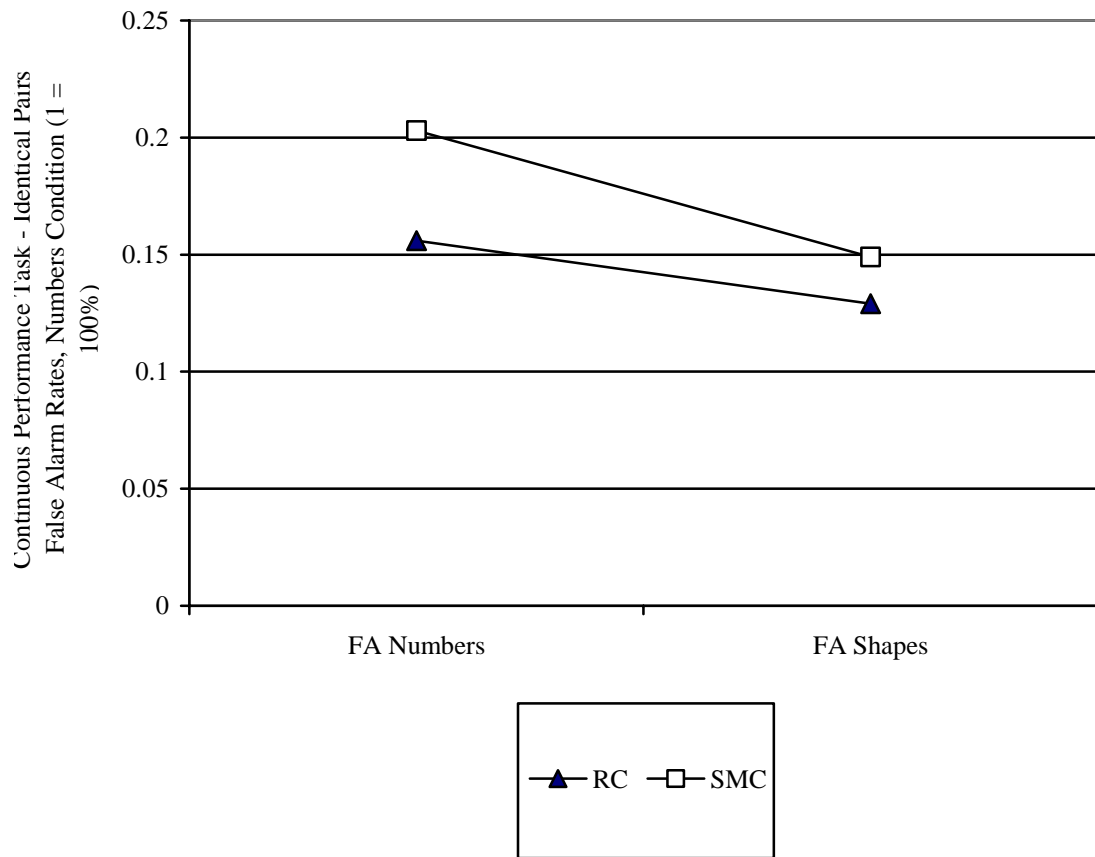 Continuous Performance Task - Identical Pairs
False Alarm Rates, Numbers Condition (1 =
100%)
0.25
0.2
0.15
0.1
0.05
0
FA Numbers FA Shapes
RC SMC